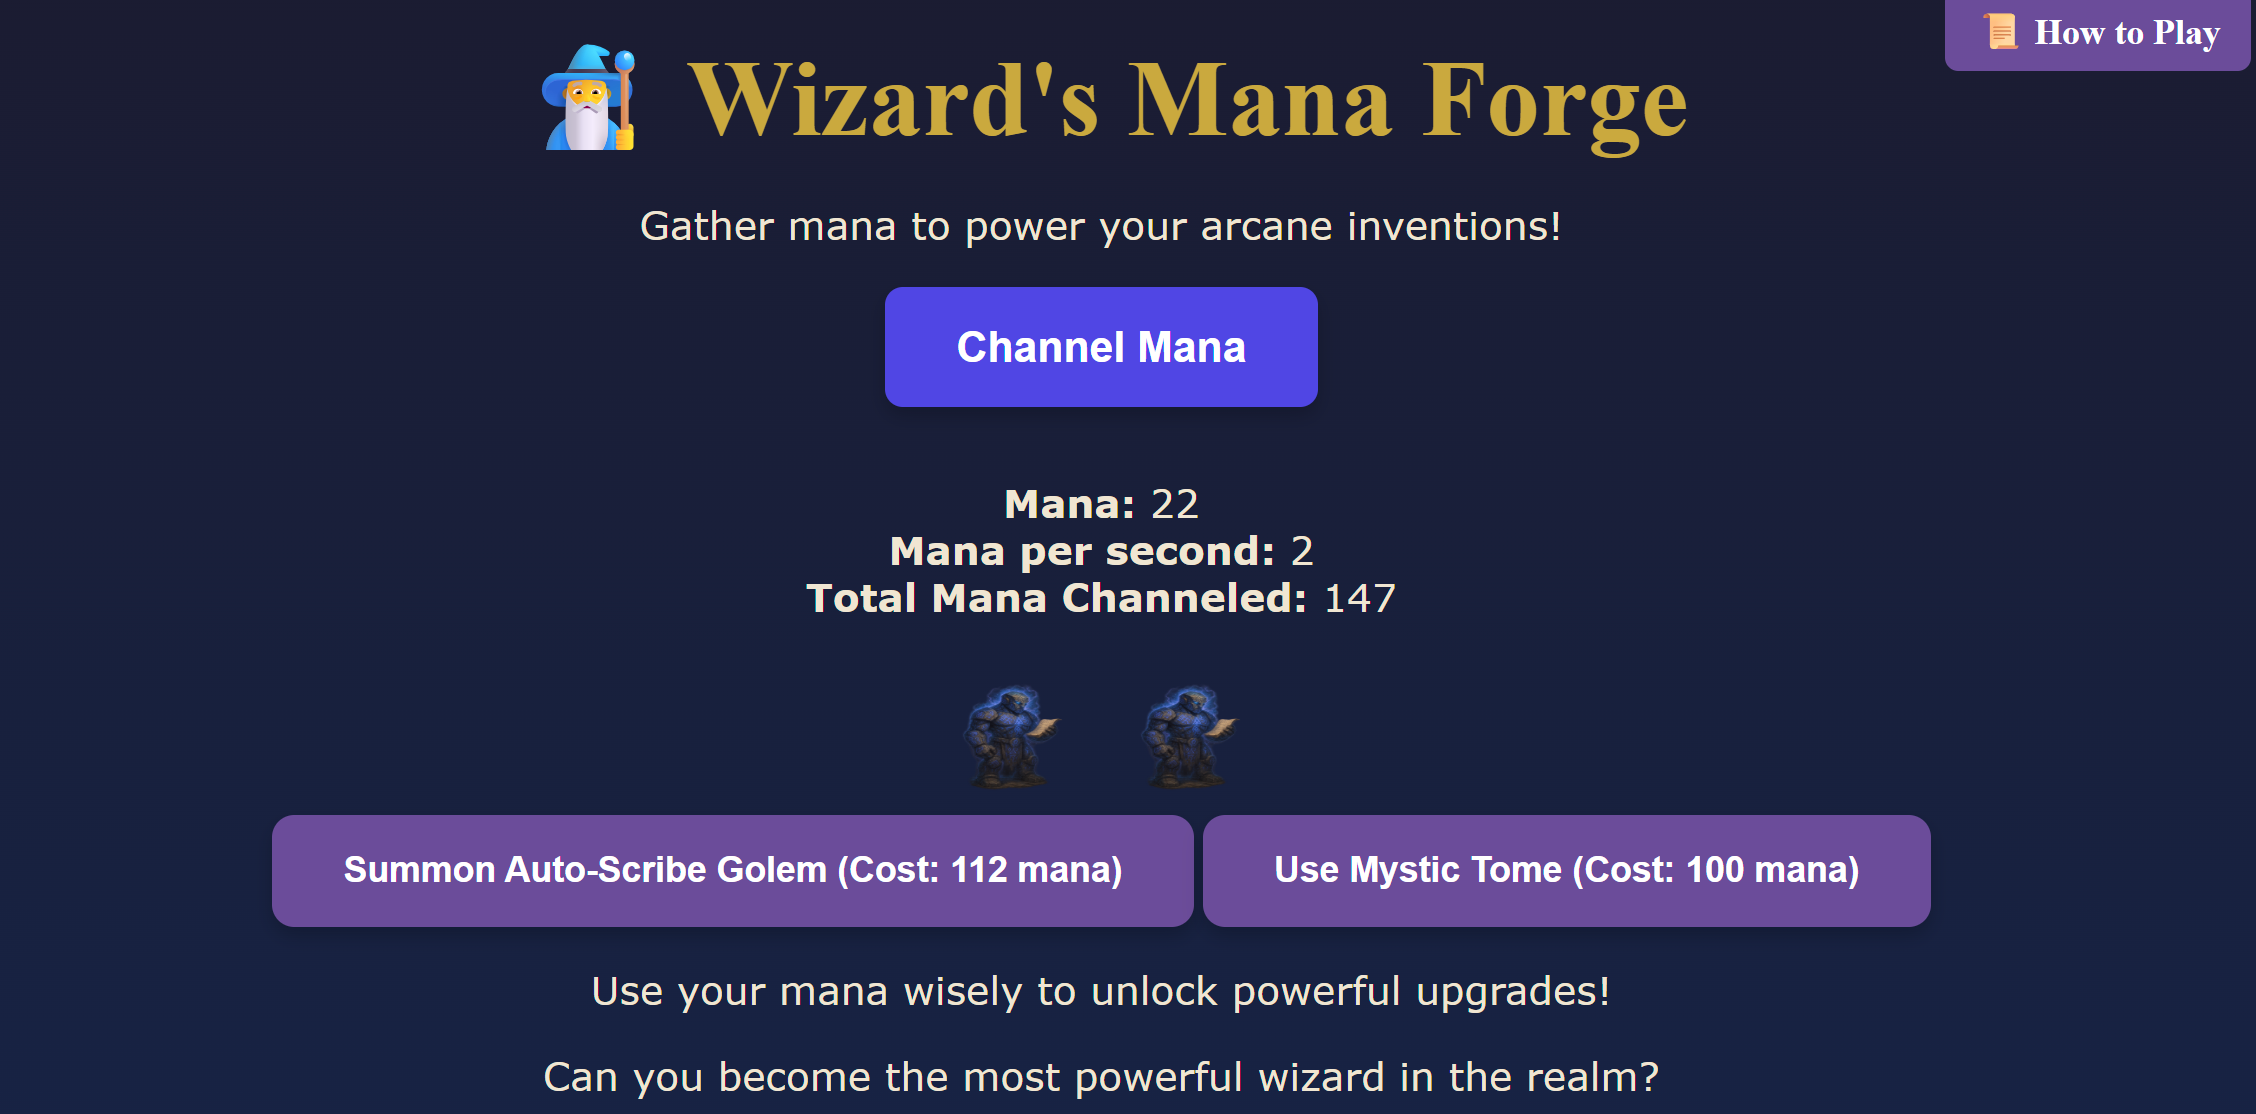 How to Play
Wizard's Mana Forge
Gather mana to power your arcane inventions!
Channel Mana
Mana: 22
Mana per second: 2
Total Mana Channeled: 147
Summon Auto-Scribe Golem (Cost: 112 mana)
Use Mystic Tome (Cost: 100 mana)
Use your mana wisely to unlock powerful upgrades!
Can you become the most powerful wizard in the realm?